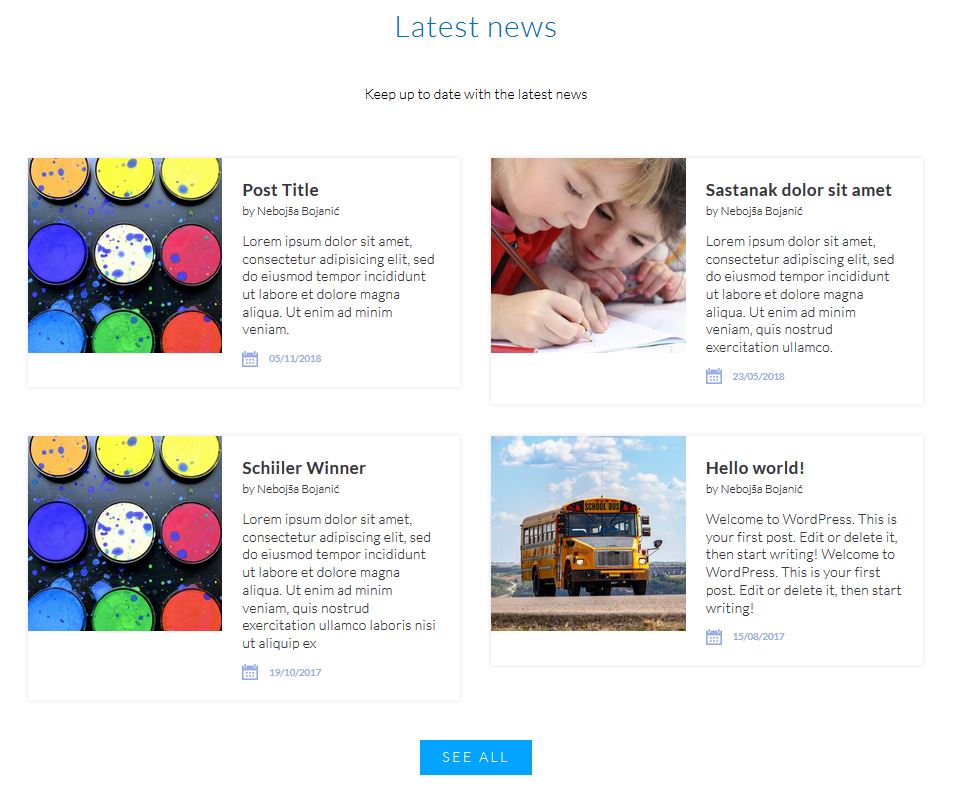 Latest news
Keep up to date with the latest news
Post Title
by Nebojša Bojanić
Lorem ipsum dolor sit amet,
consectetur adipisicing elit, sed
do eiusmod tempor incididunt
ut labore et dolore magna
aliqua. Ut enim ad minim
veniam.
05/11/2018
Sastanak dolor sit amet
by Nebojša Bojanić
Lorem ipsum dolor sit amet,
consectetur adipiscing elit, sed
do eiusmod tempor incididunt
ut labore et dolore magna
aliqua. Ut enim ad minim
veniam, quis nostrud
exercitation ullamco.
23/05/2018
Schiiler Winner
by Nebojša Bojanić
Lorem ipsum dolor sit amet,
consectetur adipiscing elit, sed
do eiusmod tempor incididunt
ut labore et dolore magna
aliqua. Ut enim ad minim
veniam, quis nostrud
exercitation ullamco laboris nisi
ut aliquip ex
19/10/2017
SCHOOL BUS
Hello world!
by Nebojša Bojanić
Welcome to WordPress. This is
your first post. Edit or delete it,
then start writing! Welcome to
WordPress. This is your first
post. Edit or delete it, then start
writing!
15/08/2017
SEE ALL